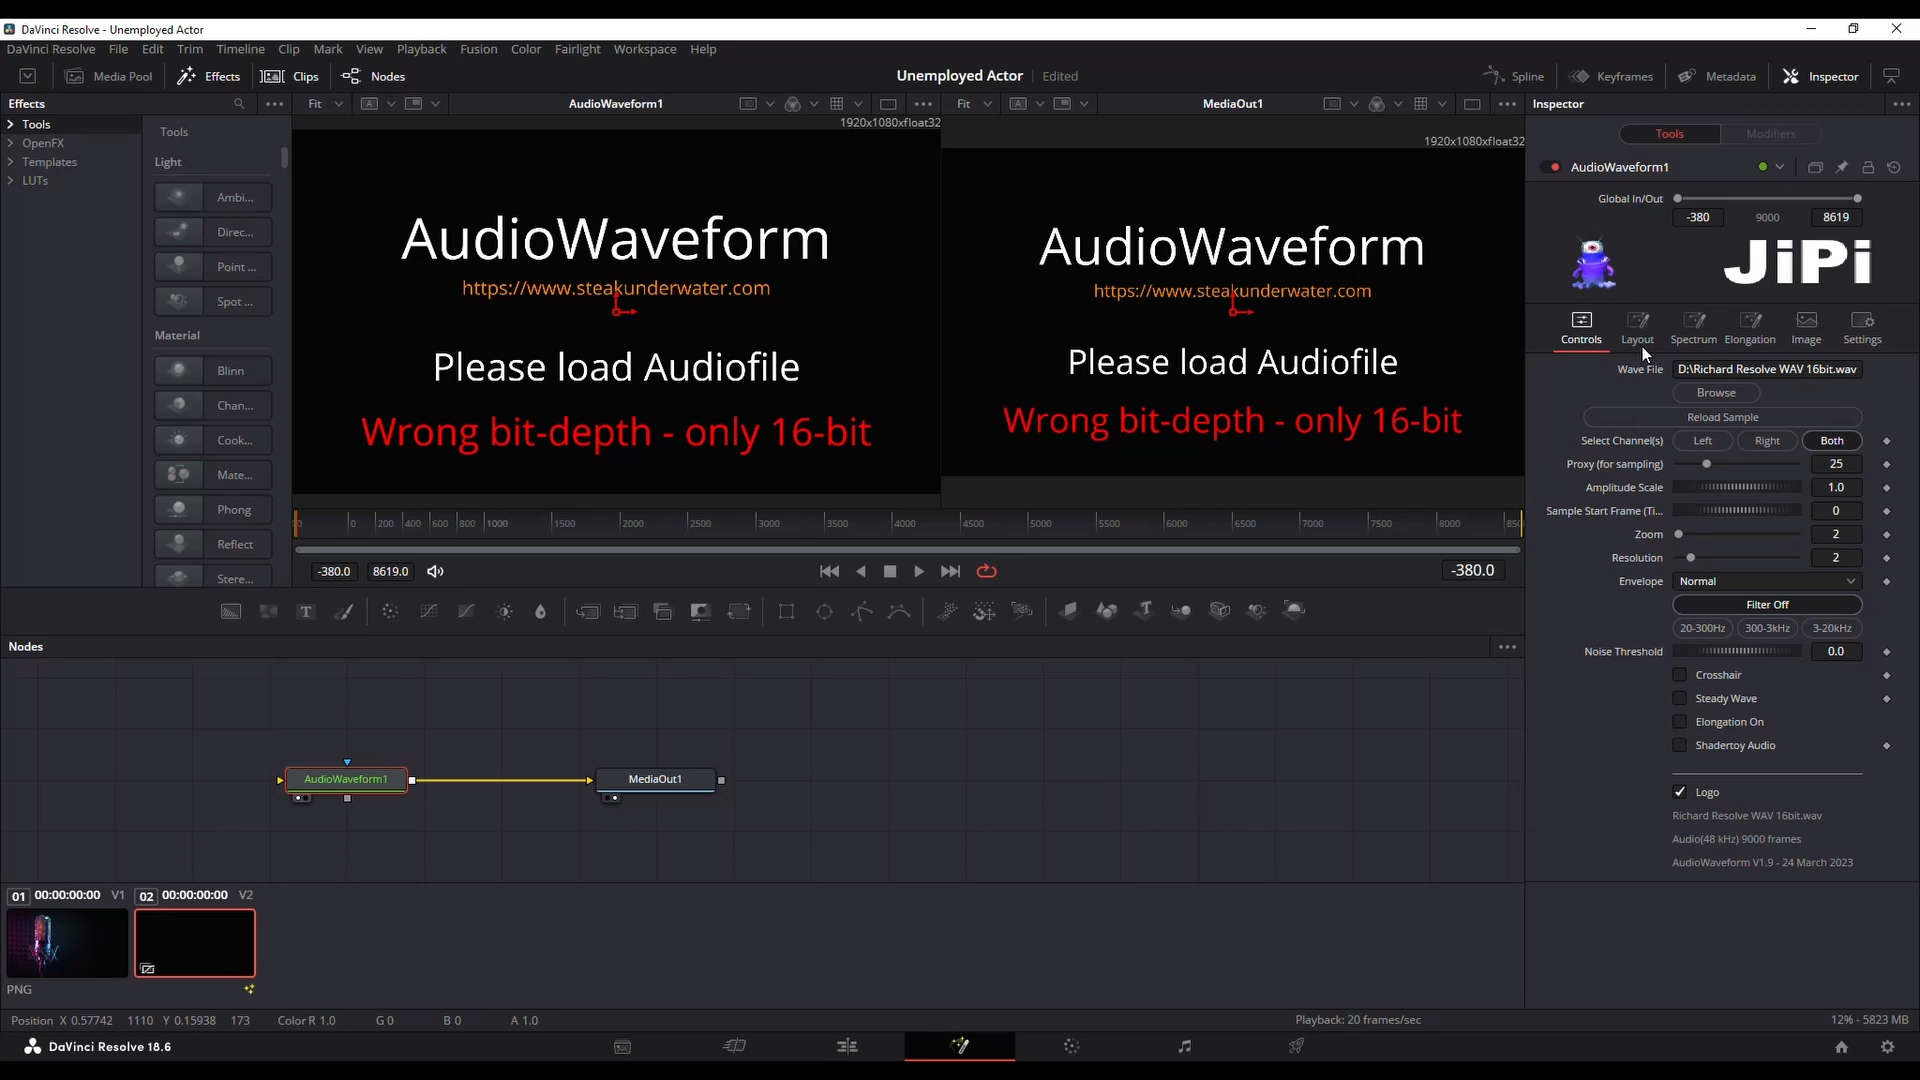 DaVinci Resolve - Unemployed Actor
DaVinci Resolve File Edit Trim Timeline Clip Mark View Playback Fusion Color Fairlight Workspace Help
Media Pool Effects Clips Nodes Unemployed Actor Edited Spline Keyframes Metadata Inspector
Effects Fit AudioWaveform1 Fit MediaOut1 Inspector
1920x1080xfloat32
1920x1080xfloat32
Tools
OpenFX
Templates
LUTs
Tools
Light
Ambi...
Direc...
Point ...
Spot ...
Material
Blinn
Chan...
Cook...
Mate...
Phong
Reflect
Stere...
AudioWaveform
https://www.steakunderwater.com
Please load Audiofile
Wrong bit-depth - only 16-bit
AudioWaveform
https://www.steakunderwater.com
Please load Audiofile
Wrong bit-depth - only 16-bit
0 200 400 600 800 1000 1500 2000 2500 3000 3500 4000 4500 5000 5500 6000 6500 7000 7500 8000
-380.0 8619.0 -380.0
Tools Modifiers
AudioWaveform1
Global In/Out
-380 9000 8619
JiPi
Controls Layout Spectrum Elongation Image Settings
Wave File D:\Richard Resolve WAV 16bit.wav
Browse
Reload Sample
Select Channel(s) Left Right Both
Proxy (for sampling) 25
Amplitude Scale 1.0
Sample Start Frame (Ti... 0
Zoom 2
Resolution 2
Envelope Normal
Filter Off
20-300Hz 300-3kHz 3-20kHz
Noise Threshold 0.0
Crosshair
Steady Wave
Elongation On
Shadertoy Audio
Logo
Richard Resolve WAV 16bit.wav
Audio(48 kHz) 9000 frames
AudioWaveform V1.9 - 24 March 2023
Nodes
AudioWaveform1
MediaOut1
01 00:00:00:00 V1 02 00:00:00:00 V2
PNG
Position X 0.57742 1110 Y 0.15938 173 Color R 1.0 G 0 B 0 A 1.0 Playback: 20 frames/sec 12% - 5823 MB
DaVinci Resolve 18.6